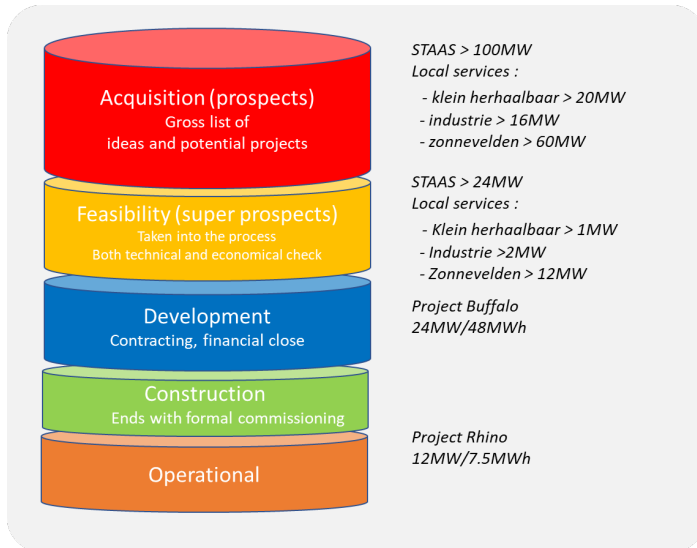 Acquisition (prospects)
Gross list of
ideas and potential projects
STAAS > 100MW
Local services :
- klein herhaalbaar > 20MW
- industrie > 16MW
- zonnevelden > 60MW
Feasibility (super prospects)
Taken into the process
Both technical and economical check
STAAS > 24MW
Local services :
- Klein herhaalbaar > 1MW
- Industrie >2MW
- Zonnevelden > 12MW
Development
Contracting, financial close
Project Buffalo
24MW/48MWh
Construction
Ends with formal commissioning
Operational
Project Rhino
12MW/7.5MWh